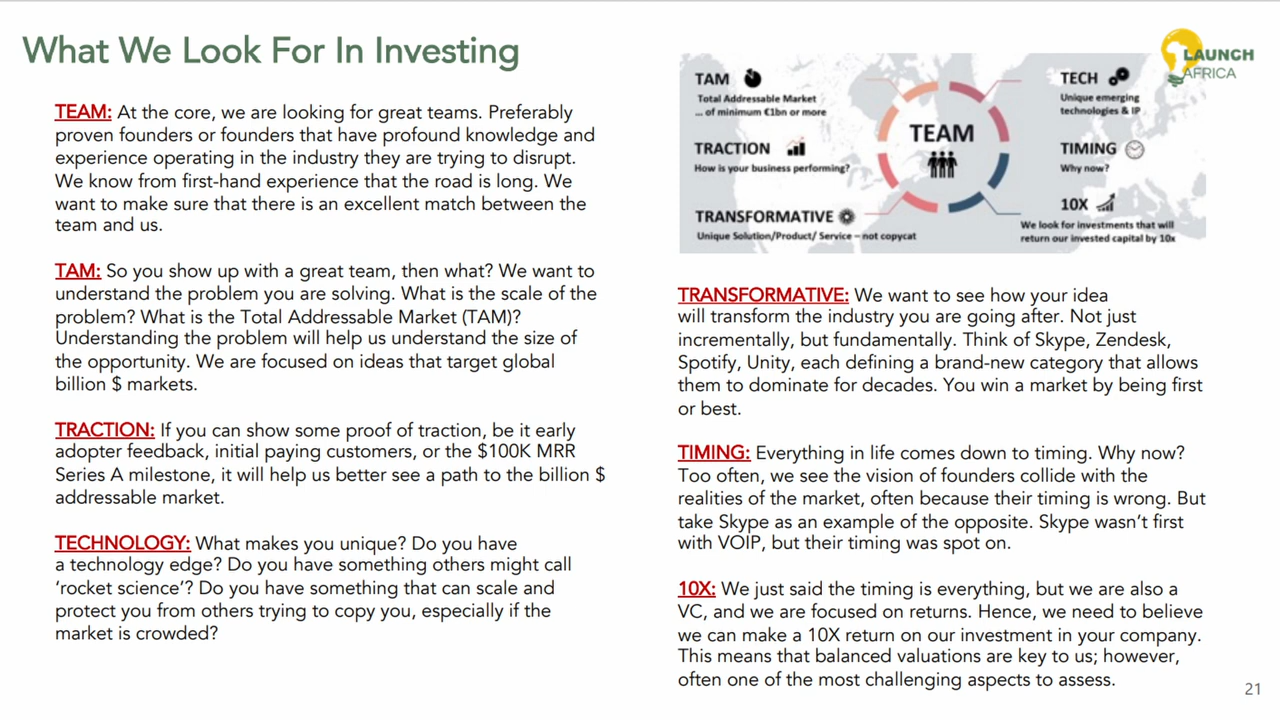 What We Look For In Investing
TEAM: At the core, we are looking for great teams. Preferably
proven founders or founders that have profound knowledge and
experience operating in the industry they are trying to disrupt.
We know from first-hand experience that the road is long. We
want to make sure that there is an excellent match between the
team and us.
TAM: So you show up with a great team, then what? We want to
understand the problem you are solving. What is the scale of the
problem? What is the Total Addressable Market (TAM)?
Understanding the problem will help us understand the size of
the opportunity. We are focused on ideas that target global
billion $ markets.
TRACTION: If you can show some proof of traction, be it early
adopter feedback, initial paying customers, or the $100K MRR
Series A milestone, it will help us better see a path to the billion $
addressable market.
TECHNOLOGY: What makes you unique? Do you have
a technology edge? Do you have something others might call
‘rocket science’? Do you have something that can scale and
protect you from others trying to copy you, especially if the
market is crowded?
LAUNCH
AFRICA
TAM
Total Addressable Market
... of minimum €1bn or more
TRACTION
How is your business performing?
TRANSFORMATIVE
Unique Solution/Product/ Service – not copycat
TEAM
TECH
Unique emerging
technologies & IP
TIMING
Why now?
10X
We look for investments that will
return our invested capital by 10x
TRANSFORMATIVE: We want to see how your idea
will transform the industry you are going after. Not just
incrementally, but fundamentally. Think of Skype, Zendesk,
Spotify, Unity, each defining a brand-new category that allows
them to dominate for decades. You win a market by being first
or best.
TIMING: Everything in life comes down to timing. Why now?
Too often, we see the vision of founders collide with the
realities of the market, often because their timing is wrong. But
take Skype as an example of the opposite. Skype wasn’t first
with VOIP, but their timing was spot on.
10X: We just said the timing is everything, but we are also a
VC, and we are focused on returns. Hence, we need to believe
we can make a 10X return on our investment in your company.
This means that balanced valuations are key to us; however,
often one of the most challenging aspects to assess.
21